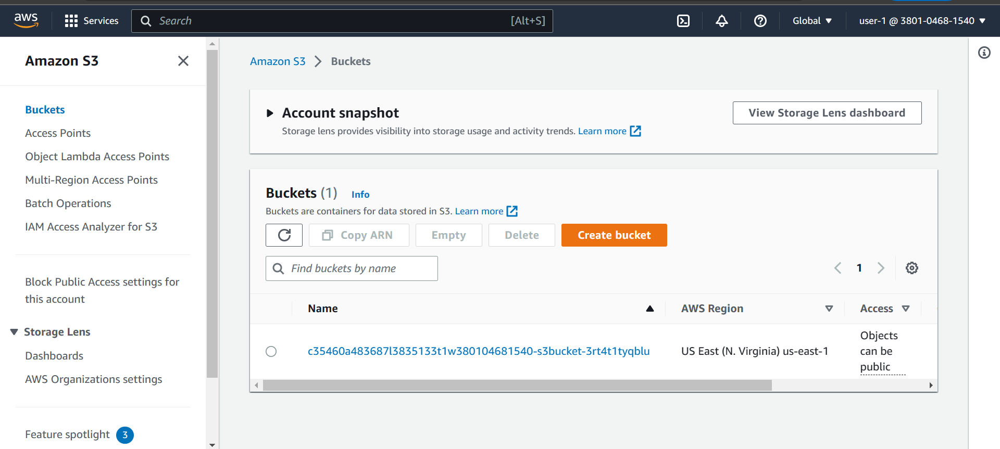 aws
Services
Search
[Alt+S]
Global
user-1 @ 3801-0468-1540
Amazon S3
Buckets
Access Points
Object Lambda Access Points
Multi-Region Access Points
Batch Operations
IAM Access Analyzer for S3
Block Public Access settings for
this account
Storage Lens
Dashboards
AWS Organizations settings
Feature spotlight 3
Amazon S3 > Buckets
Account snapshot
Storage lens provides visibility into storage usage and activity trends. Learn more
View Storage Lens dashboard
Buckets (1) Info
Buckets are containers for data stored in S3. Learn more
Copy ARN
Empty
Delete
Create bucket
Find buckets by name
1
Name
AWS Region
Access
c35460a483687l3835133t1w380104681540-s3bucket-3rt4t1tyqblu
US East (N. Virginia) us-east-1
Objects
can be
public